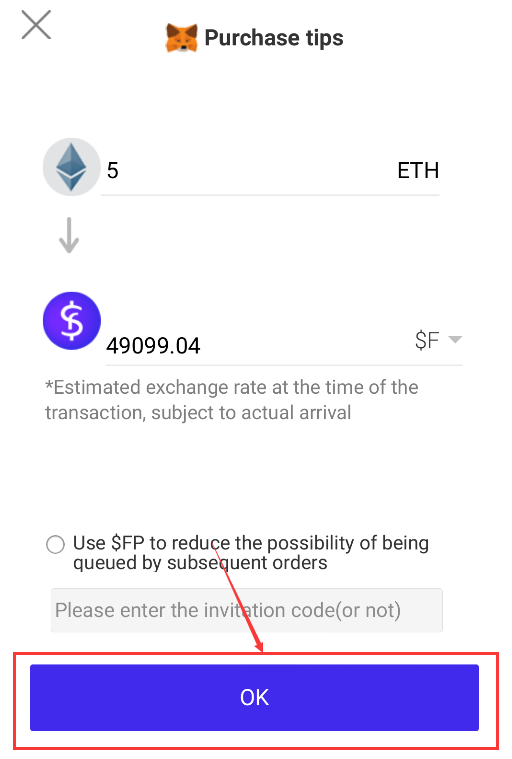 Purchase tips
5 ETH
49099.04 $F
*Estimated exchange rate at the time of the
transaction, subject to actual arrival
Use $FP to reduce the possibility of being
queued by subsequent orders
Please enter the invitation code(or not)
OK